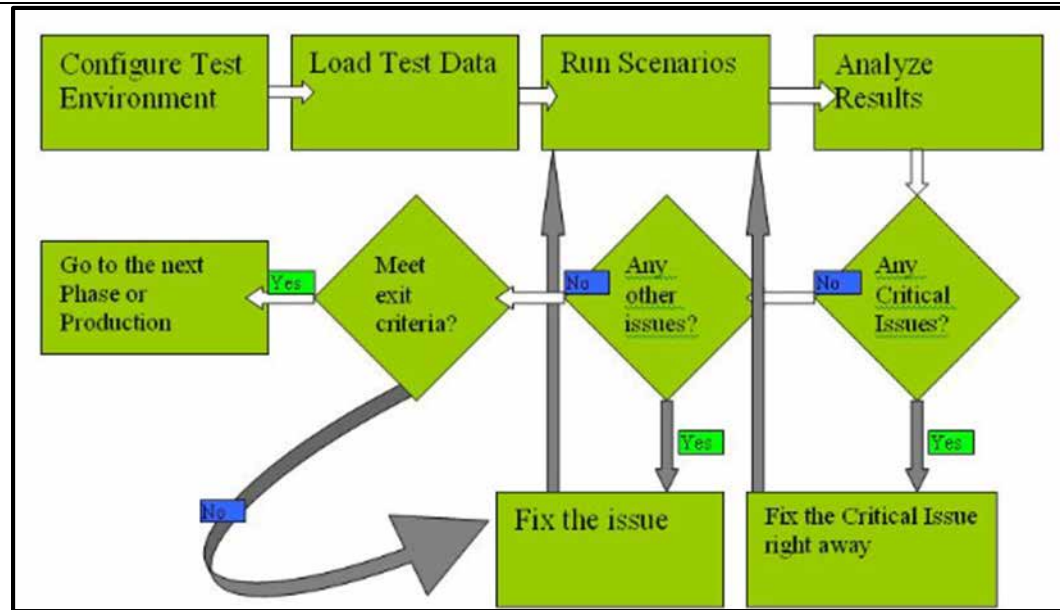 Configure Test
Environment
Load Test Data
Run Scenarios
Analyze
Results
Any
Critical
Issues?
No
Yes
Any
other
issues?
No
Yes
Meet
exit
criteria?
Yes
No
Go to the next
Phase or
Production
Fix the issue
Fix the Critical Issue
right away